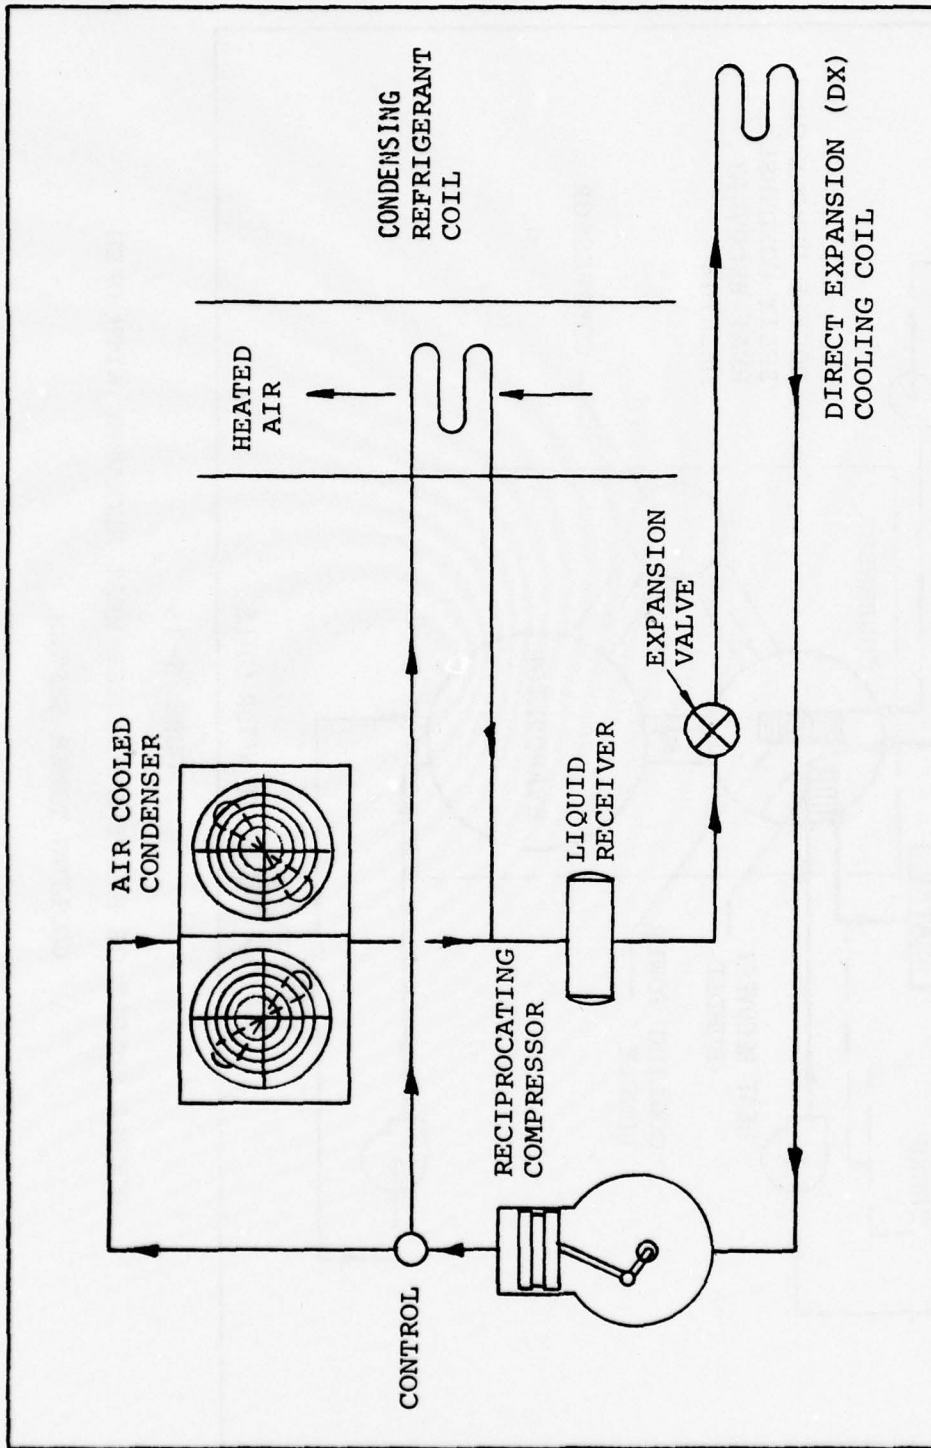 AIR COOLED
CONDENSER
HEATED
AIR
CONDENSING
REFRIGERANT
COIL
CONTROL
RECIPROCATING
COMPRESSOR
LIQUID
RECEIVER
EXPANSION
VALVE
DIRECT EXPANSION (DX)
COOLING COIL